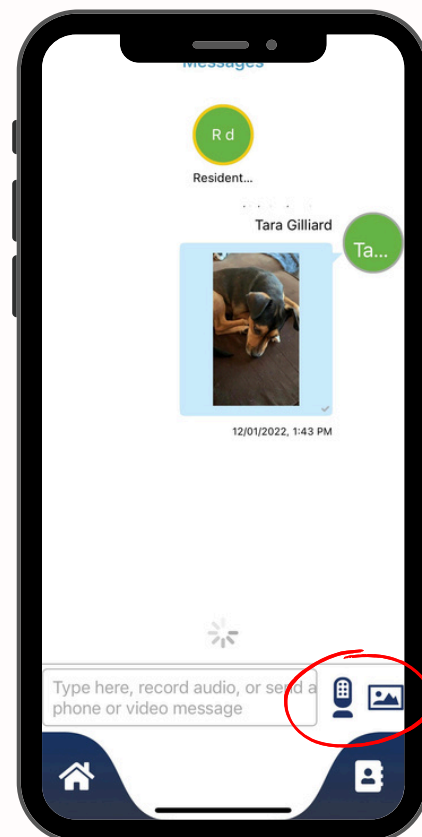 Messages
R d
Resident...
Tara Gilliard
Ta...
12/01/2022, 1:43 PM
Type here, record audio, or send a
phone or video message